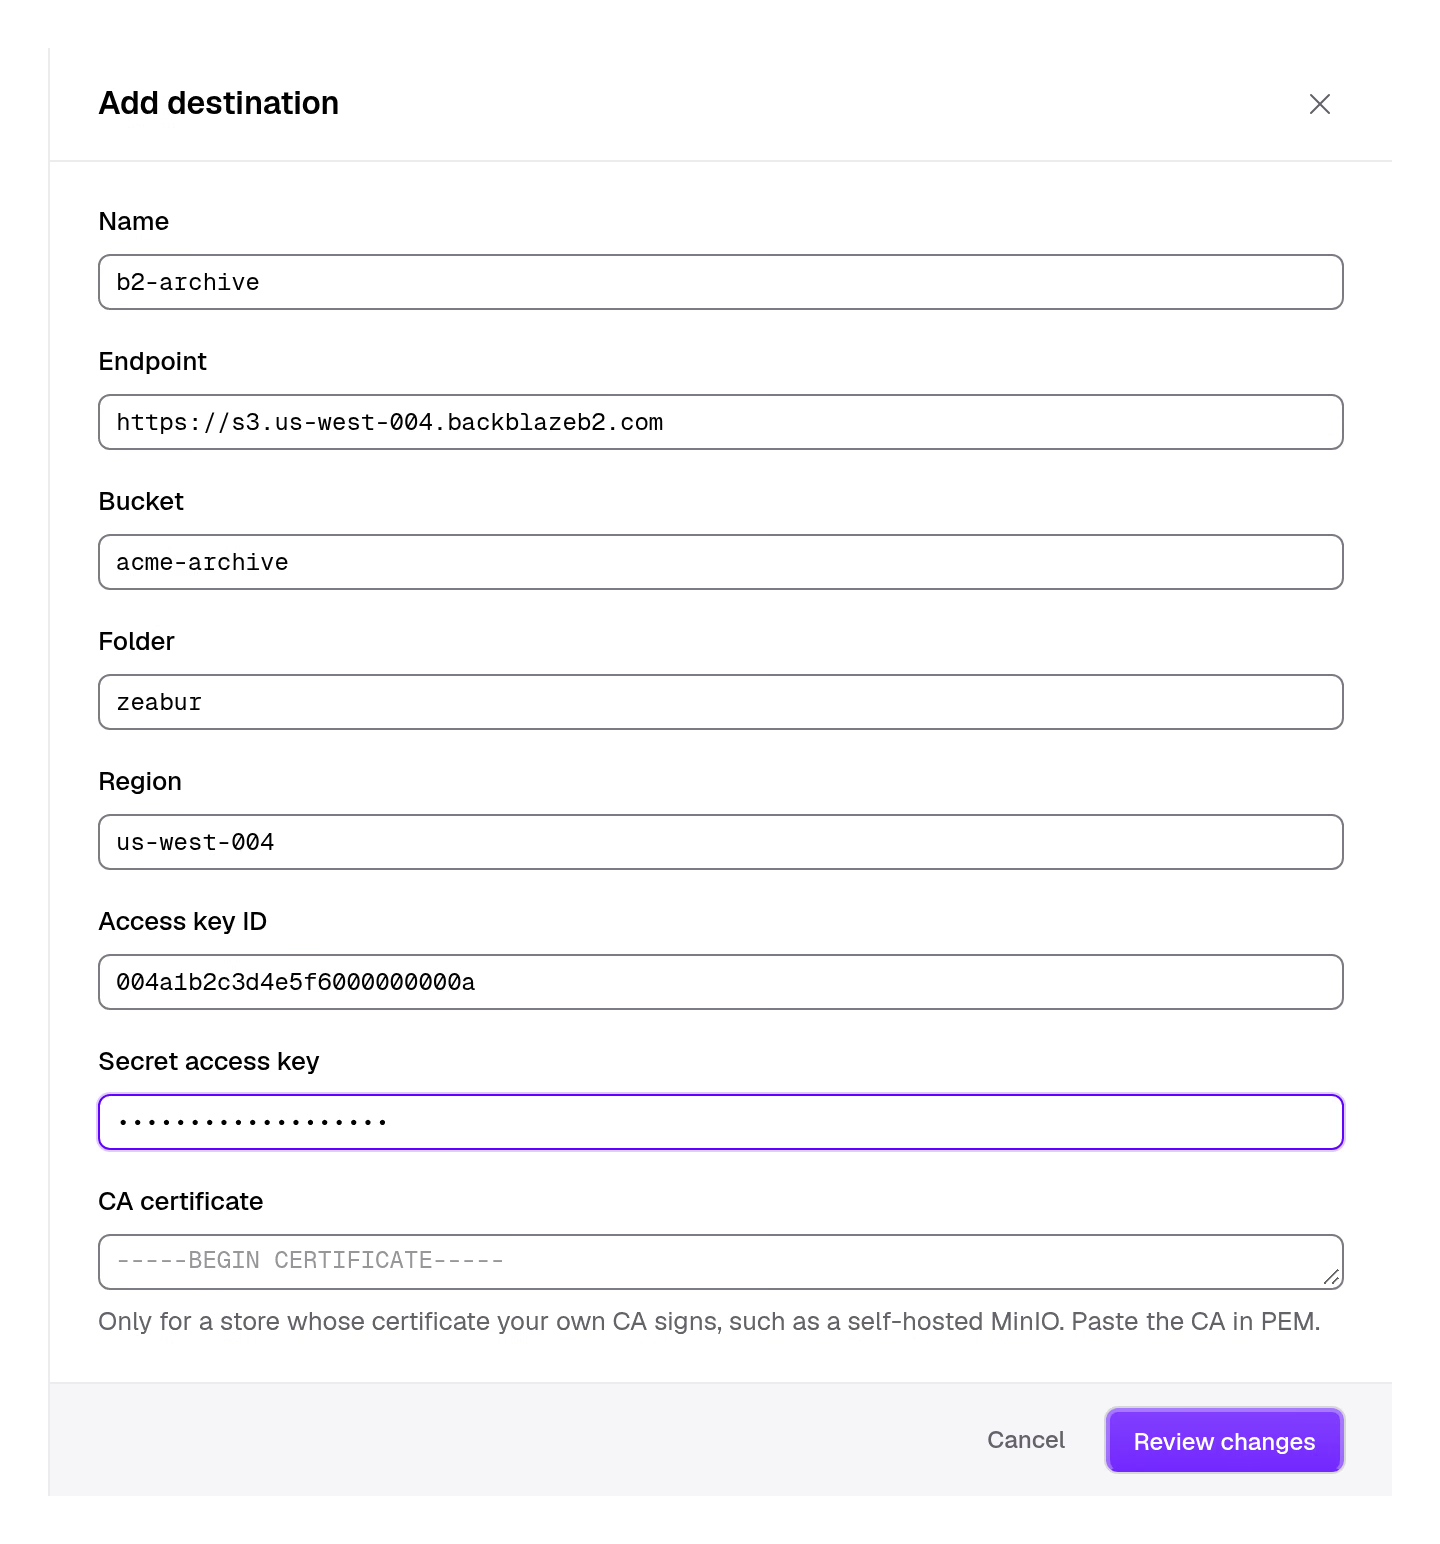 Add destination
Name
b2-archive
Endpoint
https://s3.us-west-004.backblazeb2.com
Bucket
acme-archive
Folder
zeabur
Region
us-west-004
Access key ID
004a1b2c3d4e5f6000000000a
Secret access key
•••••••••••••••••••
CA certificate
-----BEGIN CERTIFICATE-----
Only for a store whose certificate your own CA signs, such as a self-hosted MinIO. Paste the CA in PEM.
Cancel
Review changes